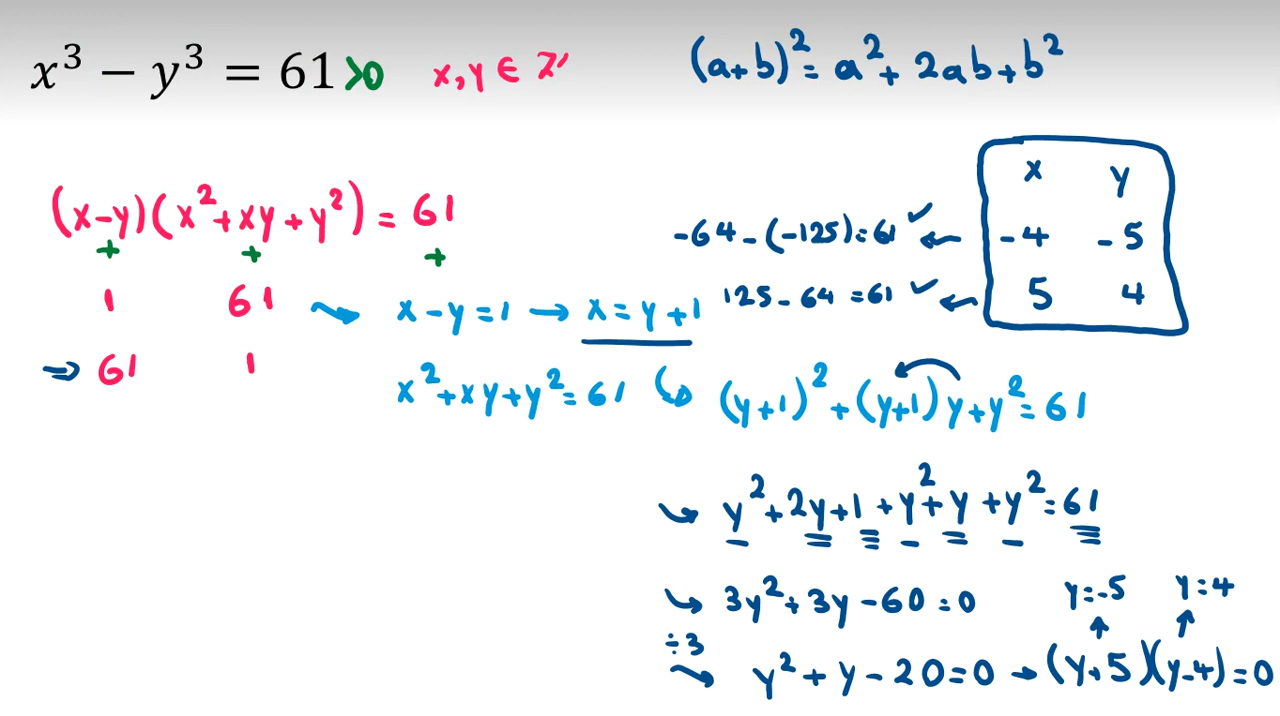 x³ − y³ = 61 >0
x, y ∈ ℤ
(a+b)² = a² + 2ab + b²
(x-y)(x² + xy + y²) = 61
+ + +
1 61
⇒ 61 1
x y
-64 - (-125) = 61 ✓ ← -4 -5
125 - 64 = 61 ✓ ← 5 4
→ x - y = 1 → x = y + 1
x² + xy + y² = 61
↳ (y+1)² + (y+1)y + y² = 61
↳ y² + 2y + 1 + y² + y + y² = 61
↳ 3y² + 3y - 60 = 0
y = -5 y = 4
↑ ↑
÷3
→ y² + y - 20 = 0 → (y+5)(y-4) = 0